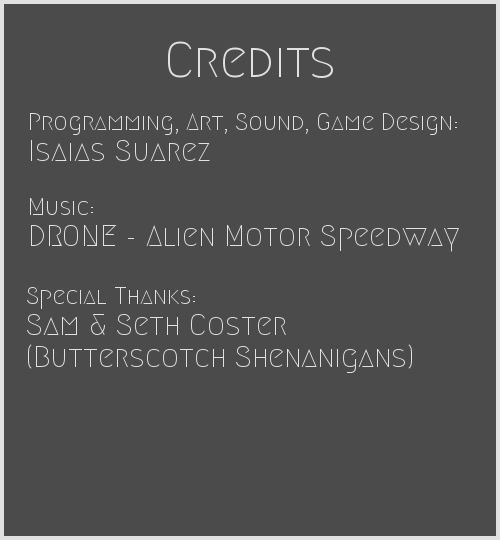 Credits
Programming, Art, Sound, Game Design:
Isaias Suarez
Music:
DRONE - Alien Motor Speedway
Special Thanks:
Sam & Seth Coster
(Butterscotch Shenanigans)